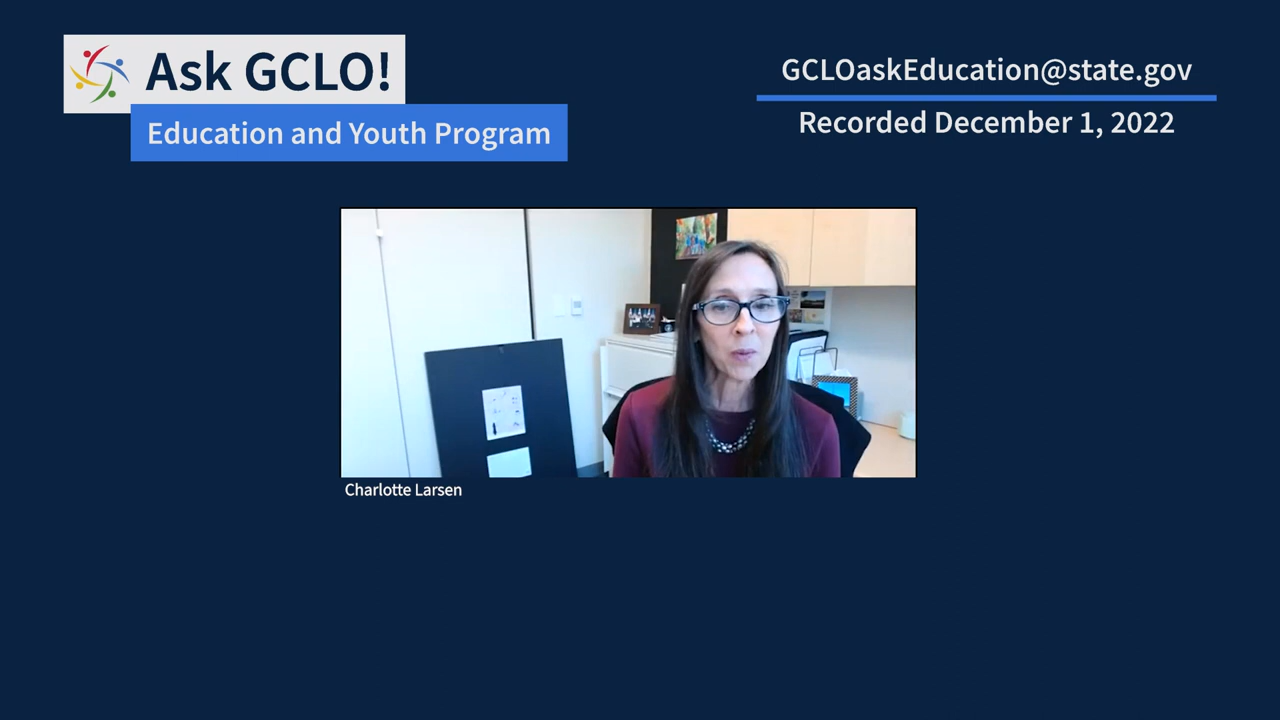 Ask GCLO!
Education and Youth Program
GCLOaskEducation@state.gov
Recorded December 1, 2022
Charlotte Larsen